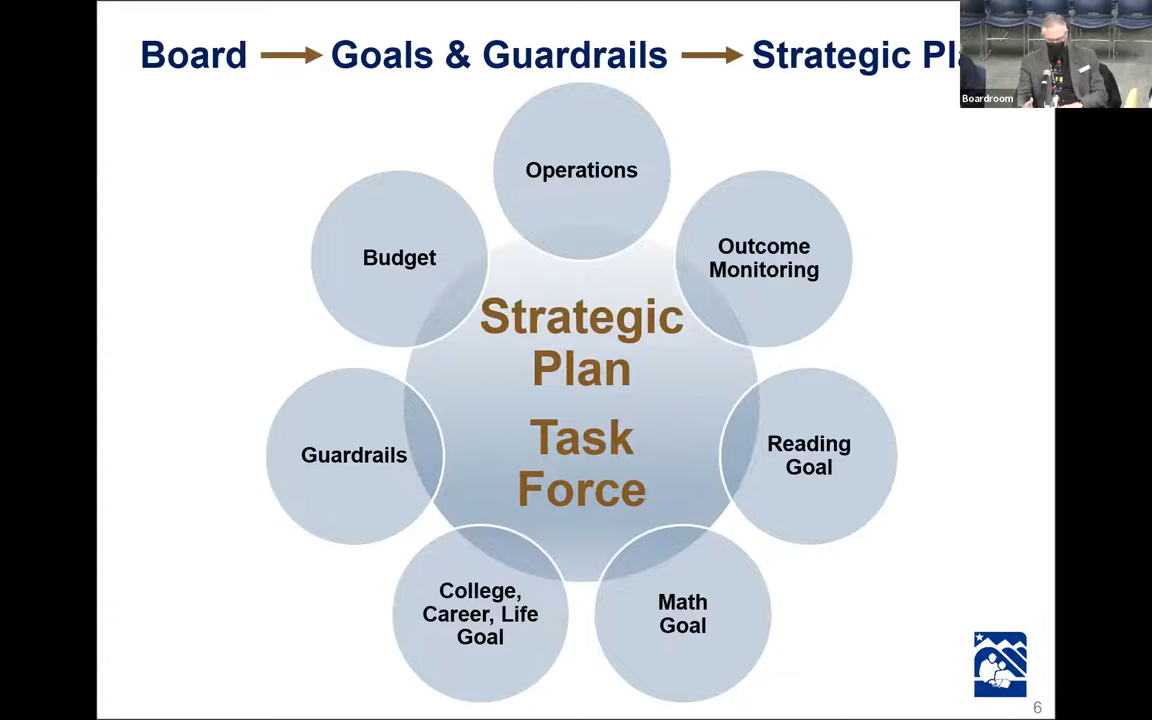 Board Goals & Guardrails Strategic
Boardroom
Operations
Budget
Outcome
Monitoring
Strategic
Plan
Task
Force
Guardrails
Reading
Goal
College,
Career, Life
Goal
Math
Goal
6